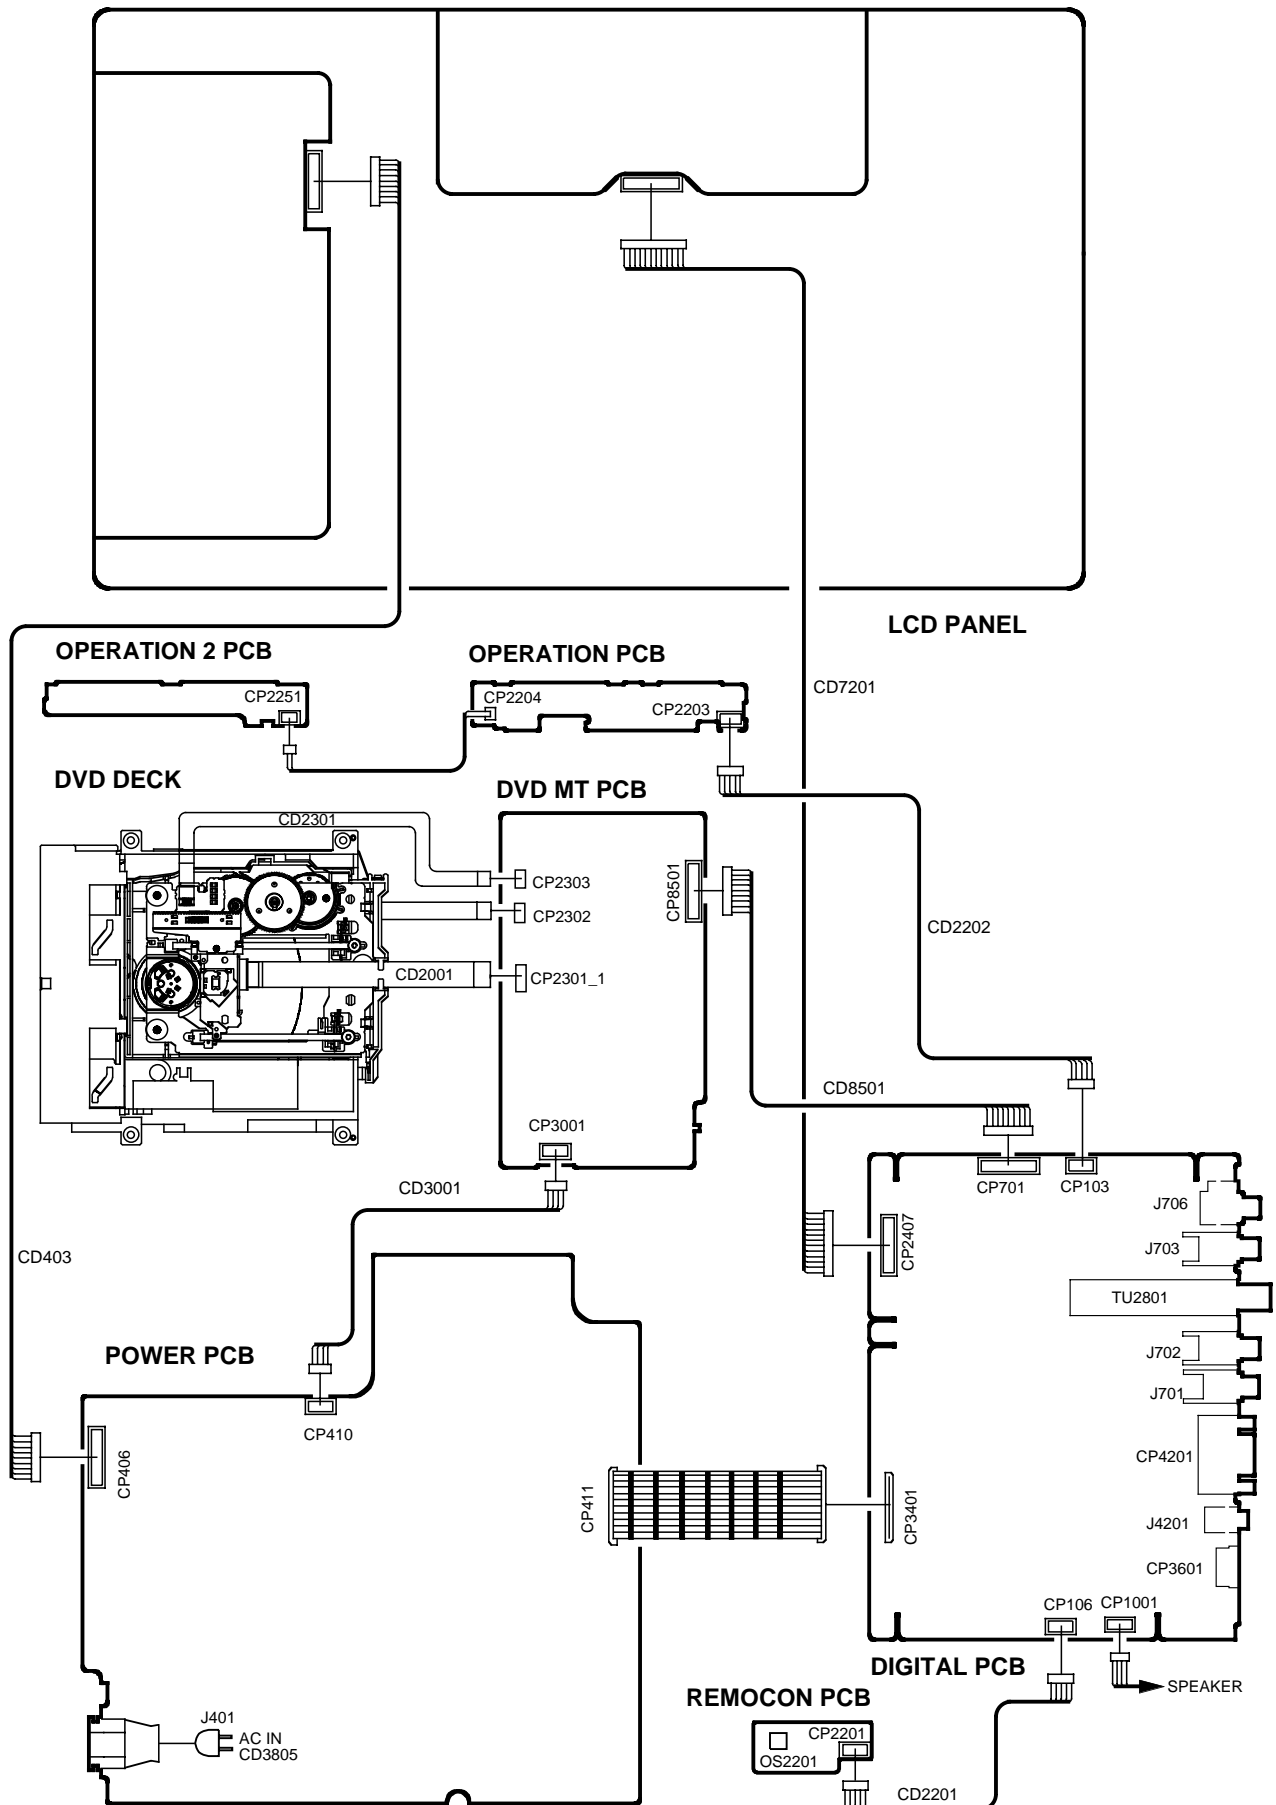 LCD PANEL
OPERATION 2 PCB
OPERATION PCB
CD7201
CP2251
CP2204
CP2203
DVD DECK
DVD MT PCB
CD2301
CP2303
CP8501
CP2302
CD2202
CD2001
CP2301_1
CD8501
CP3001
CD3001
CP701
CP103
J706
CP2407
J703
CD403
TU2801
POWER PCB
J702
J701
CP410
CP406
CP411
CP3401
CP4201
J4201
CP3601
CP106
CP1001
DIGITAL PCB
SPEAKER
REMOCON PCB
J401
AC IN
CD3805
CP2201
OS2201
CD2201